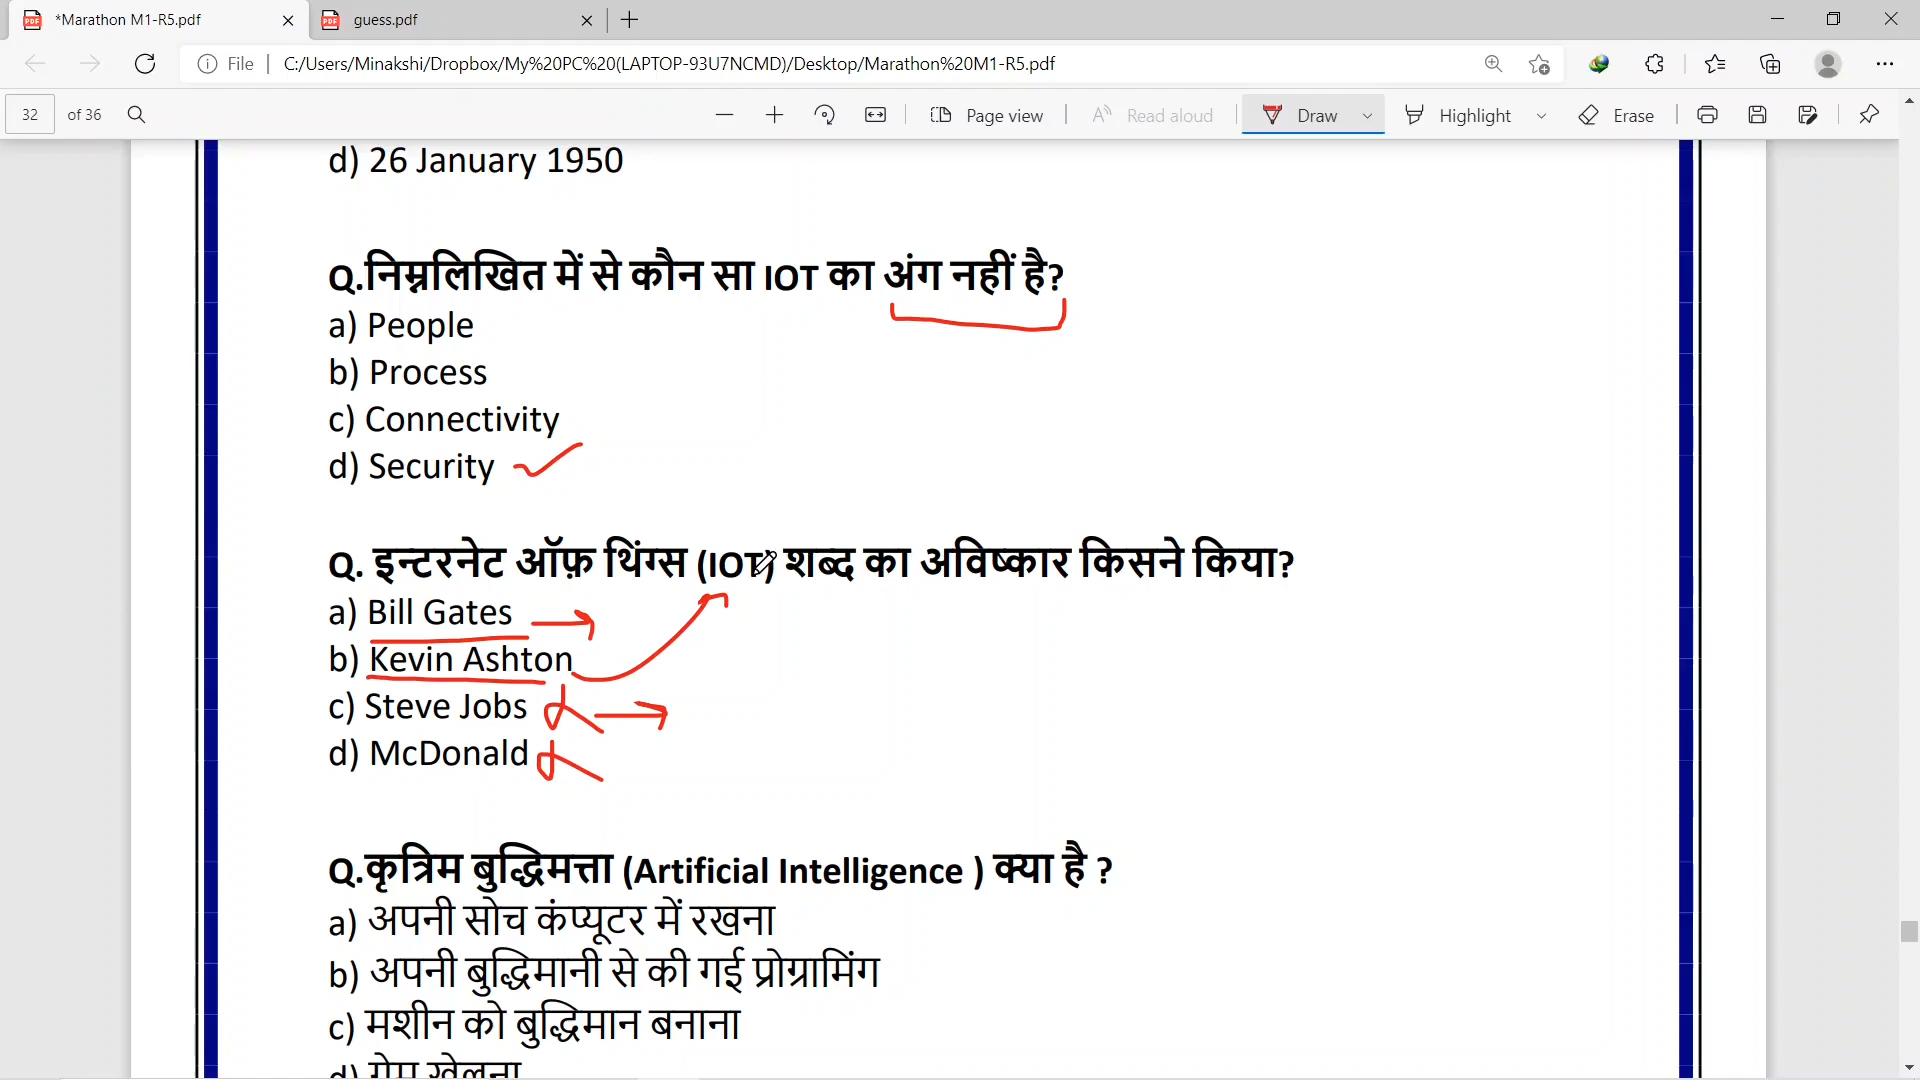 *Marathon M1-R5.pdf
guess.pdf
File
C:/Users/Minakshi/Dropbox/My%20PC%20(LAPTOP-93U7NCMD)/Desktop/Marathon%20M1-R5.pdf
32 of 36
Page view
Read aloud
Draw
Highlight
Erase
d) 26 January 1950
Q.निम्नलिखित में से कौन सा IOT का अंग नहीं है?
a) People
b) Process
c) Connectivity
d) Security
Q. इन्टरनेट ऑफ़ थिंग्स (IOT) शब्द का अविष्कार किसने किया?
a) Bill Gates
b) Kevin Ashton
c) Steve Jobs
d) McDonald
Q.कृत्रिम बुद्धिमत्ता (Artificial Intelligence ) क्या है ?
a) अपनी सोच कंप्यूटर में रखना
b) अपनी बुद्धिमानी से की गई प्रोग्रामिंग
c) मशीन को बुद्धिमान बनाना
d) गेम खेलना